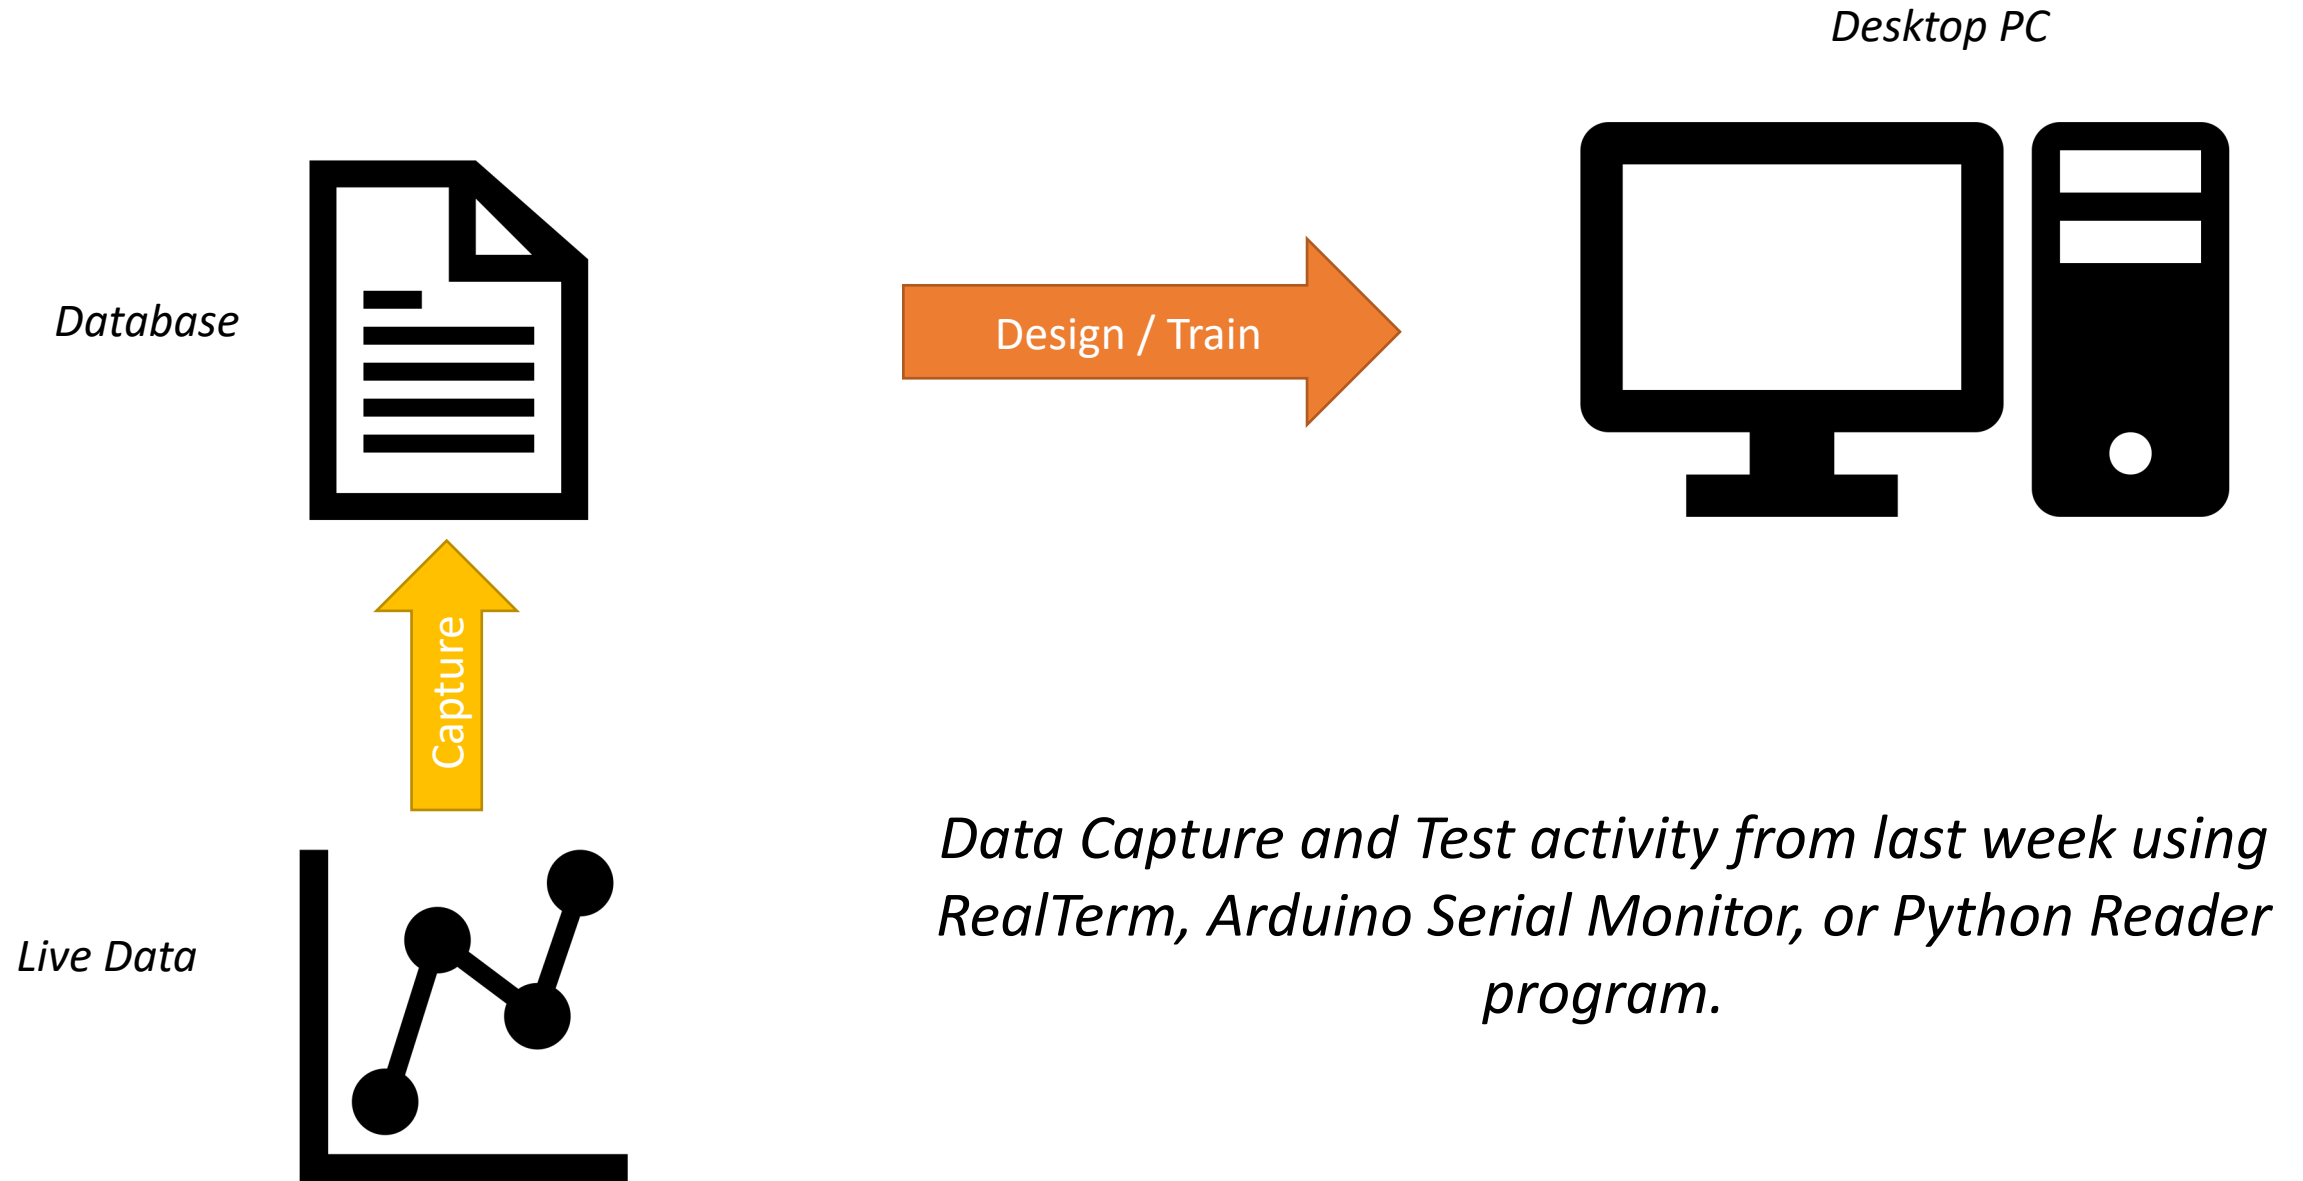 Desktop PC
Database
Design / Train
Capture
Live Data
Data Capture and Test activity from last week using
RealTerm, Arduino Serial Monitor, or Python Reader
program.